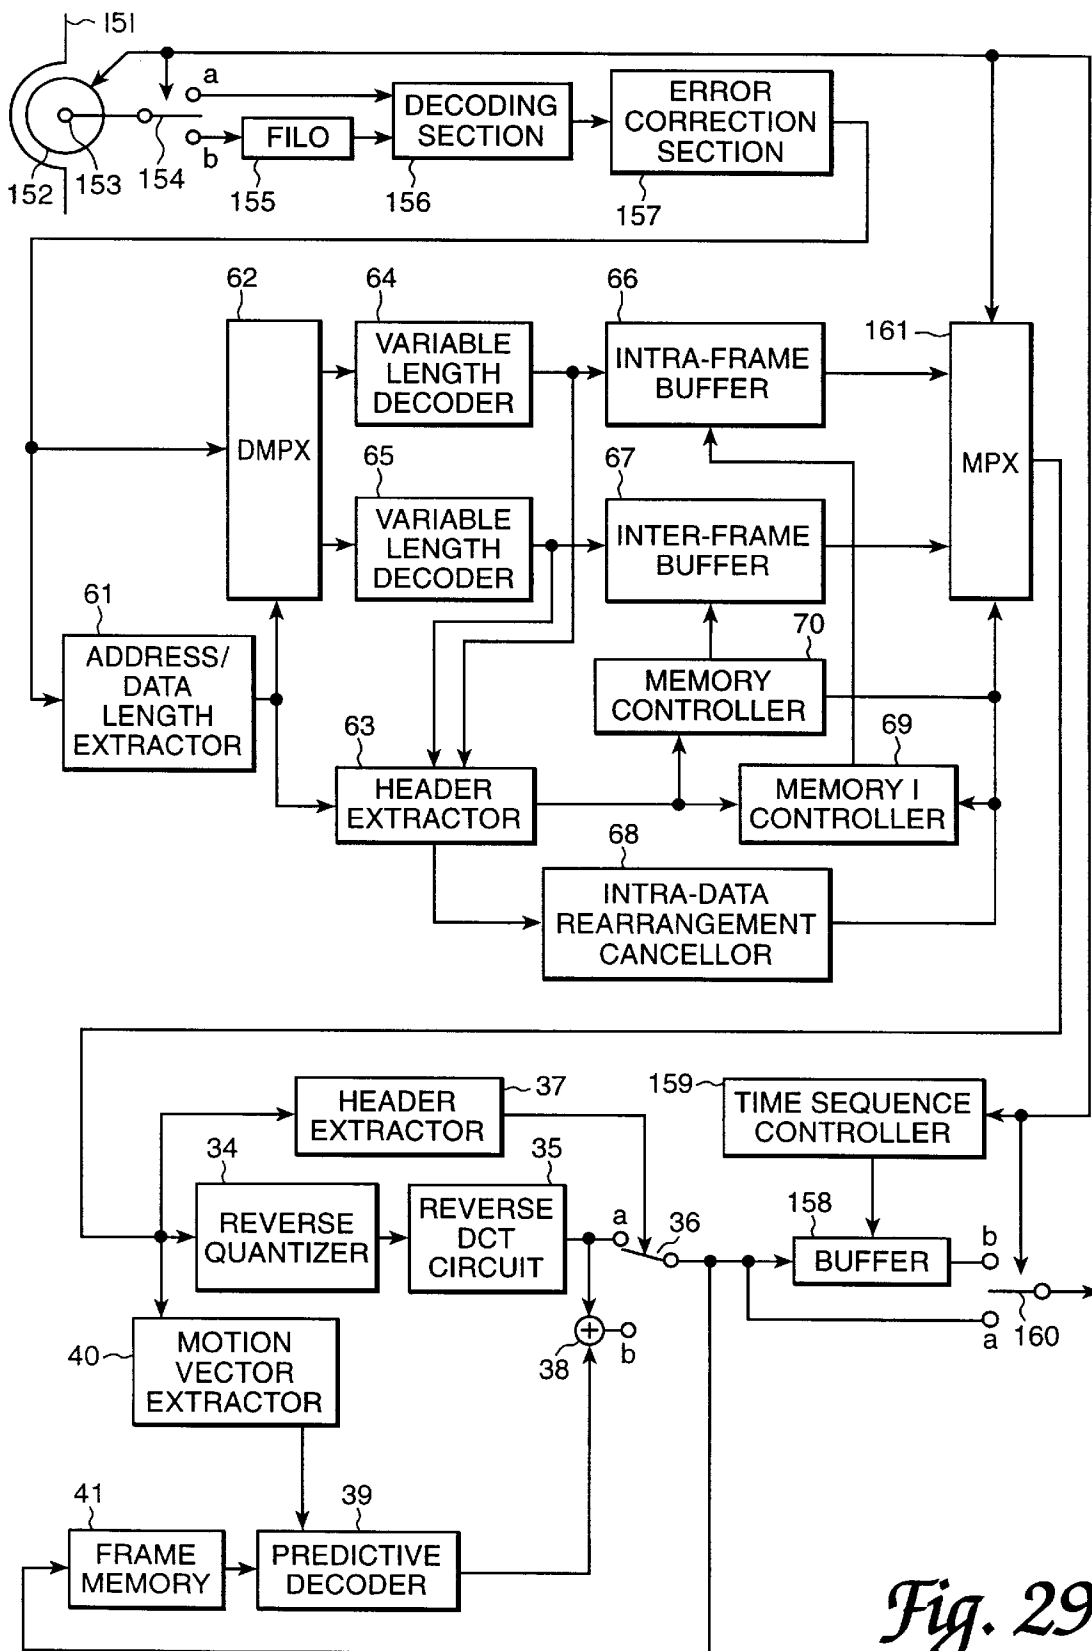 151
a
b
152
153
154
FILO
155
DECODING
SECTION
156
ERROR
CORRECTION
SECTION
157
62
DMPX
64
VARIABLE
LENGTH
DECODER
65
VARIABLE
LENGTH
DECODER
66
INTRA-FRAME
BUFFER
67
INTER-FRAME
BUFFER
161
MPX
61
ADDRESS/
DATA
LENGTH
EXTRACTOR
70
MEMORY
CONTROLLER
63
HEADER
EXTRACTOR
69
MEMORY I
CONTROLLER
68
INTRA-DATA
REARRANGEMENT
CANCELLOR
37
HEADER
EXTRACTOR
159
TIME SEQUENCE
CONTROLLER
34
REVERSE
QUANTIZER
35
REVERSE
DCT
CIRCUIT
a
36
b
38
158
BUFFER
b
a
160
40
MOTION
VECTOR
EXTRACTOR
41
FRAME
MEMORY
39
PREDICTIVE
DECODER
Fig. 29